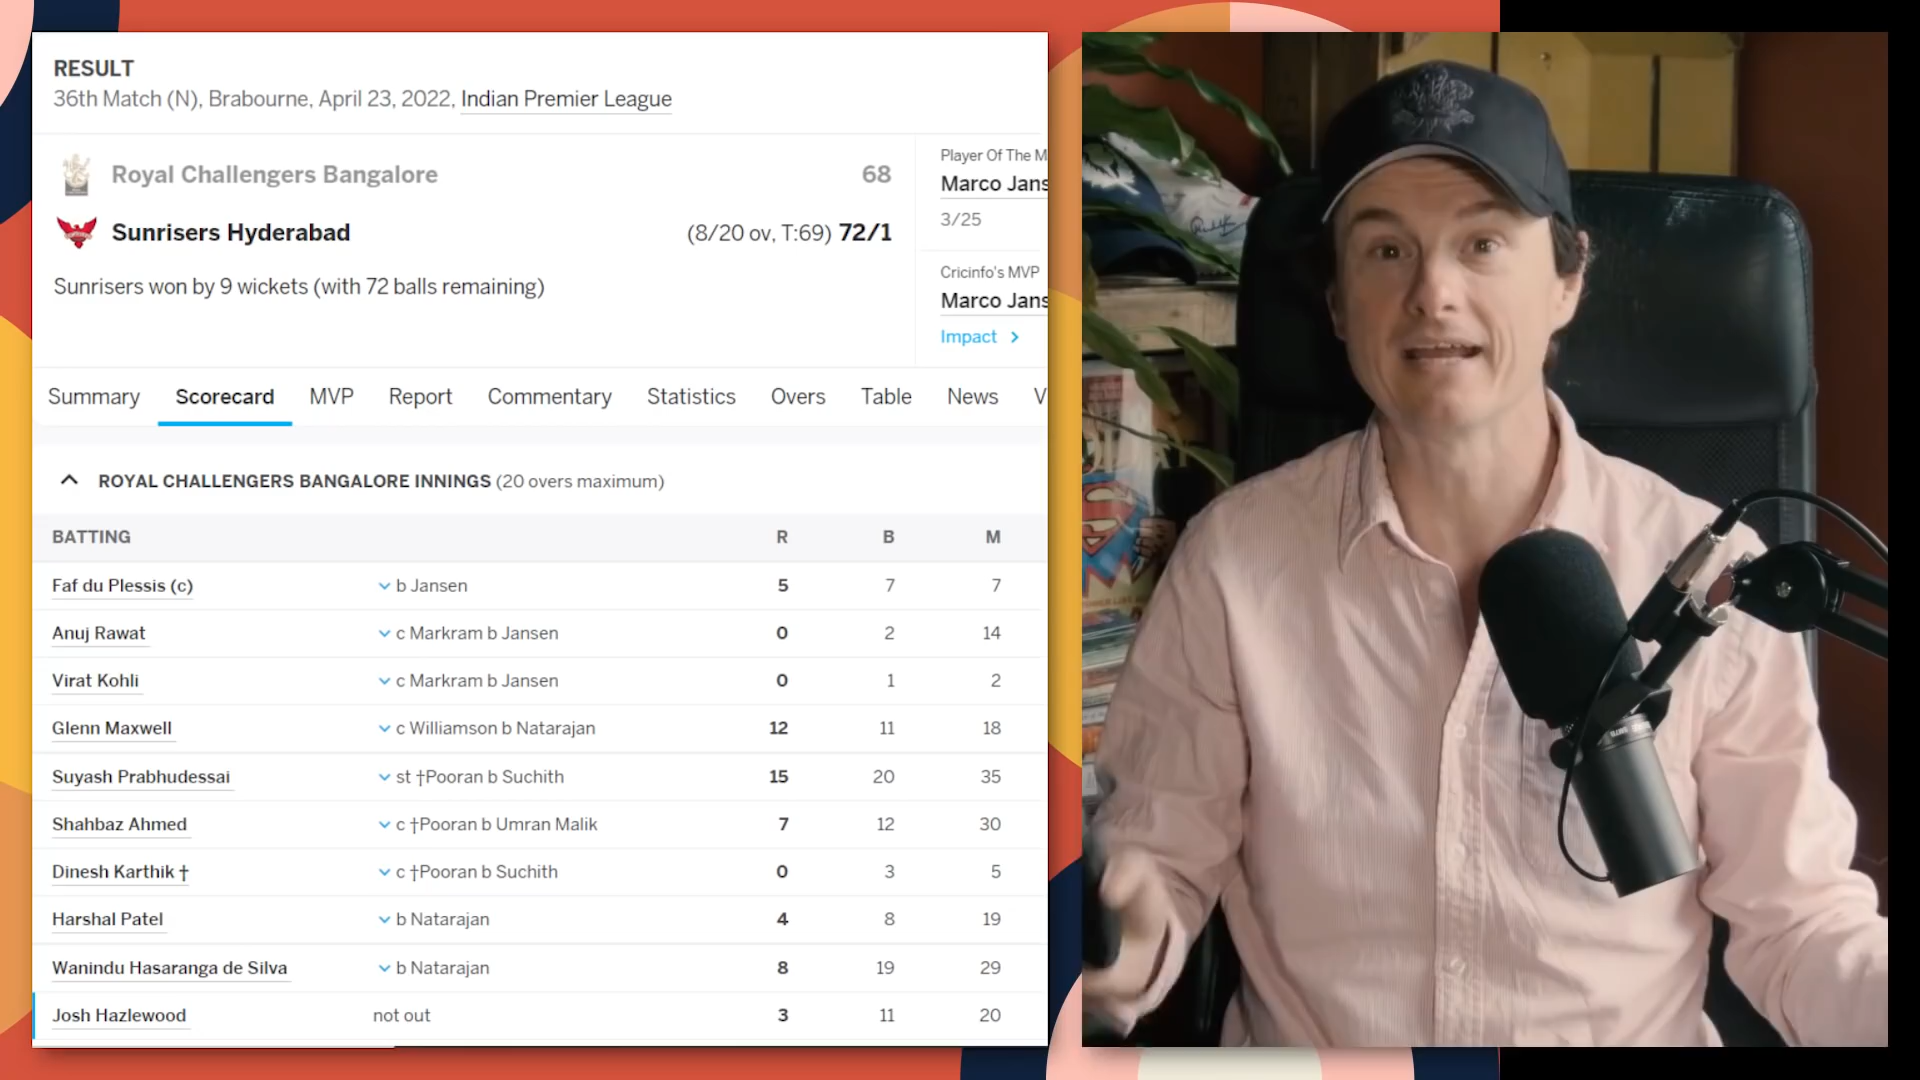 RESULT
36th Match (N), Brabourne, April 23, 2022, Indian Premier League
Royal Challengers Bangalore 68
Sunrisers Hyderabad (8/20 ov, T:69) 72/1
Sunrisers won by 9 wickets (with 72 balls remaining)
Player Of The M
Marco Jans
3/25
Cricinfo's MVP
Marco Jans
Impact
Summary Scorecard MVP Report Commentary Statistics Overs Table News V
ROYAL CHALLENGERS BANGALORE INNINGS (20 overs maximum)
BATTING R B M
Faf du Plessis (c) b Jansen 5 7 7
Anuj Rawat c Markram b Jansen 0 2 14
Virat Kohli c Markram b Jansen 0 1 2
Glenn Maxwell c Williamson b Natarajan 12 11 18
Suyash Prabhudessai st †Pooran b Suchith 15 20 35
Shahbaz Ahmed c †Pooran b Umran Malik 7 12 30
Dinesh Karthik † c †Pooran b Suchith 0 3 5
Harshal Patel b Natarajan 4 8 19
Wanindu Hasaranga de Silva b Natarajan 8 19 29
Josh Hazlewood not out 3 11 20